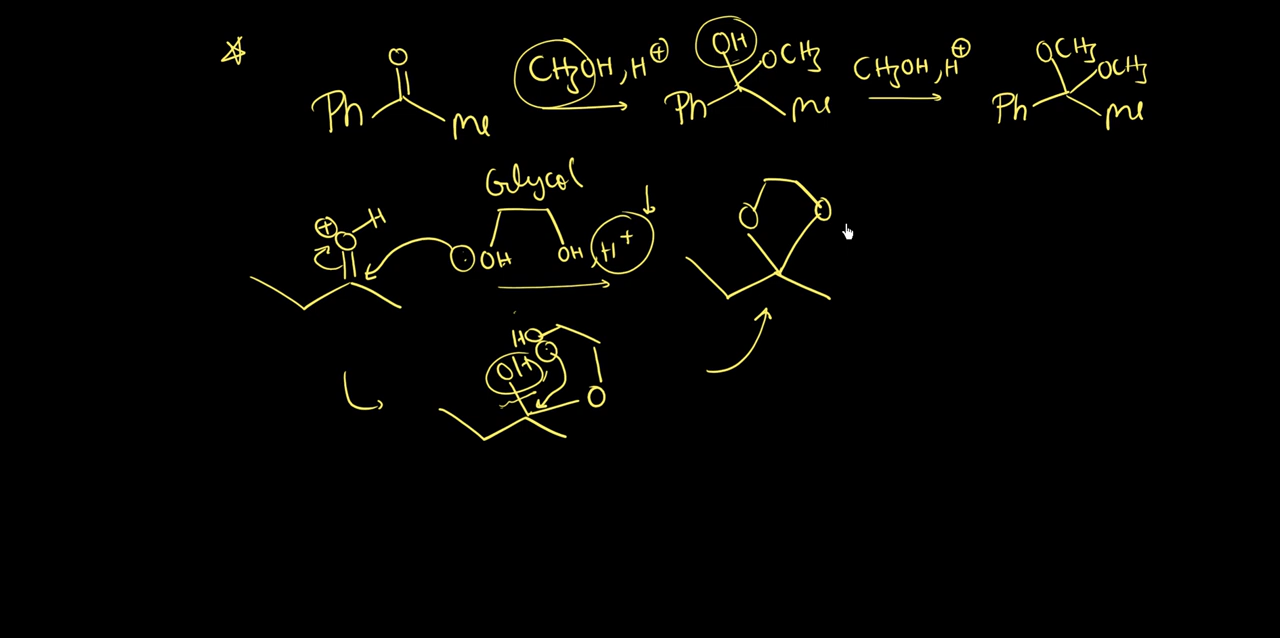 O
CH3OH, H⊕
OH
OCH3
CH3OH, H⊕
OCH3
OCH3
Ph
Me
Ph
Me
Ph
Me
Glycol
⊕
O
H
OH
OH, H+
O
O
HO
OH
O